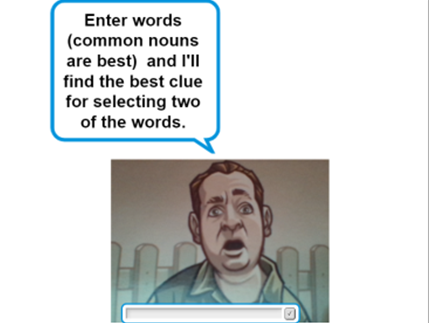 Enter words
(common nouns
are best) and I'll
find the best clue
for selecting two
of the words.